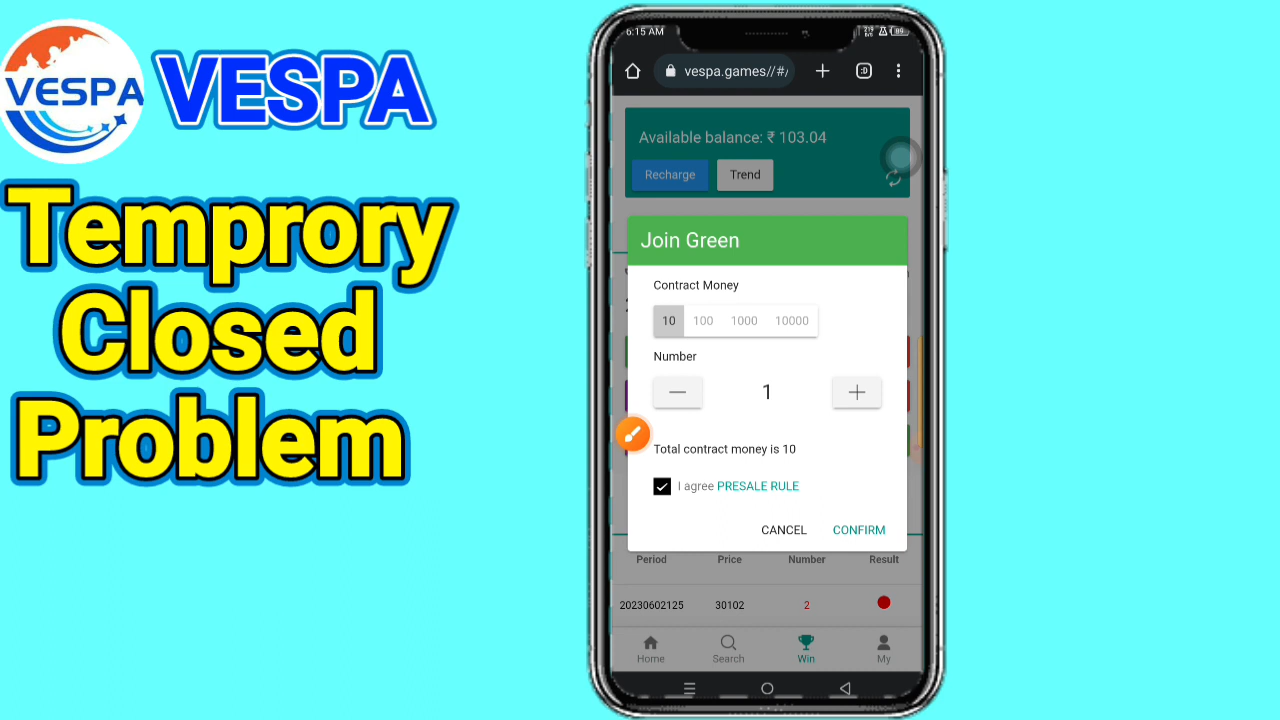 VESPA
VESPA
Temprory
Closed
Problem
6:15 AM
vespa.games//#/
Available balance: ₹ 103.04
Recharge
Trend
Join Green
Contract Money
10 100 1000 10000
Number
1
Total contract money is 10
I agree PRESALE RULE
CANCEL CONFIRM
Period Price Number Result
20230602125 30102 2
Home Search Win My